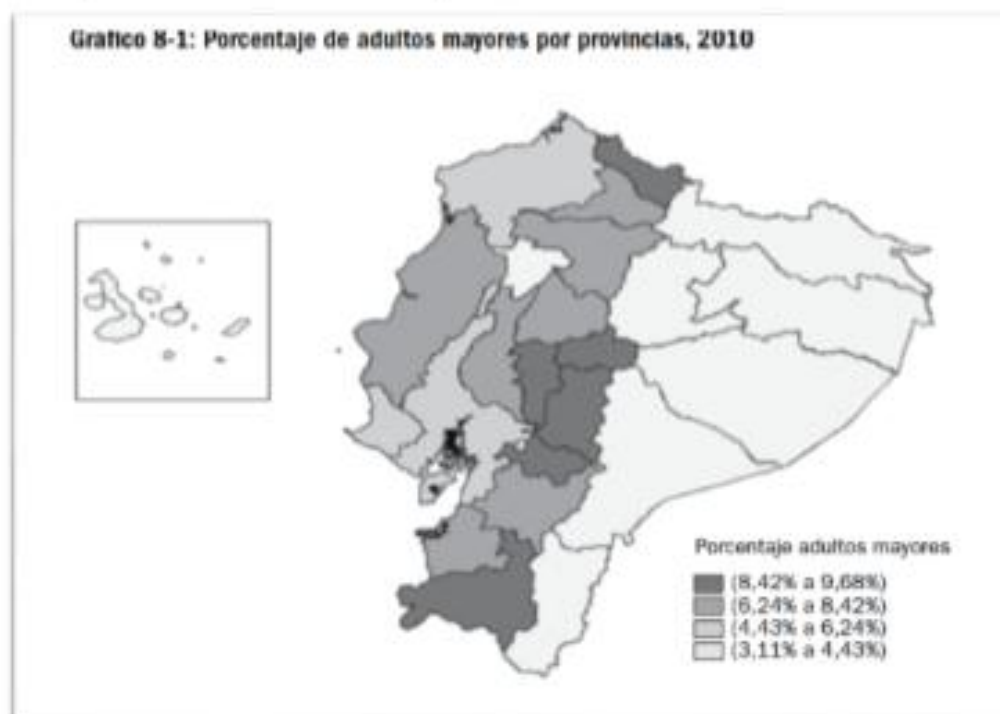 Gráfico 8-1: Porcentaje de adultos mayores por provincias, 2010
Porcentaje adultos mayores
(8,42% a 9,68%)
(6,24% a 8,42%)
(4,43% a 6,24%)
(3,11% a 4,43%)